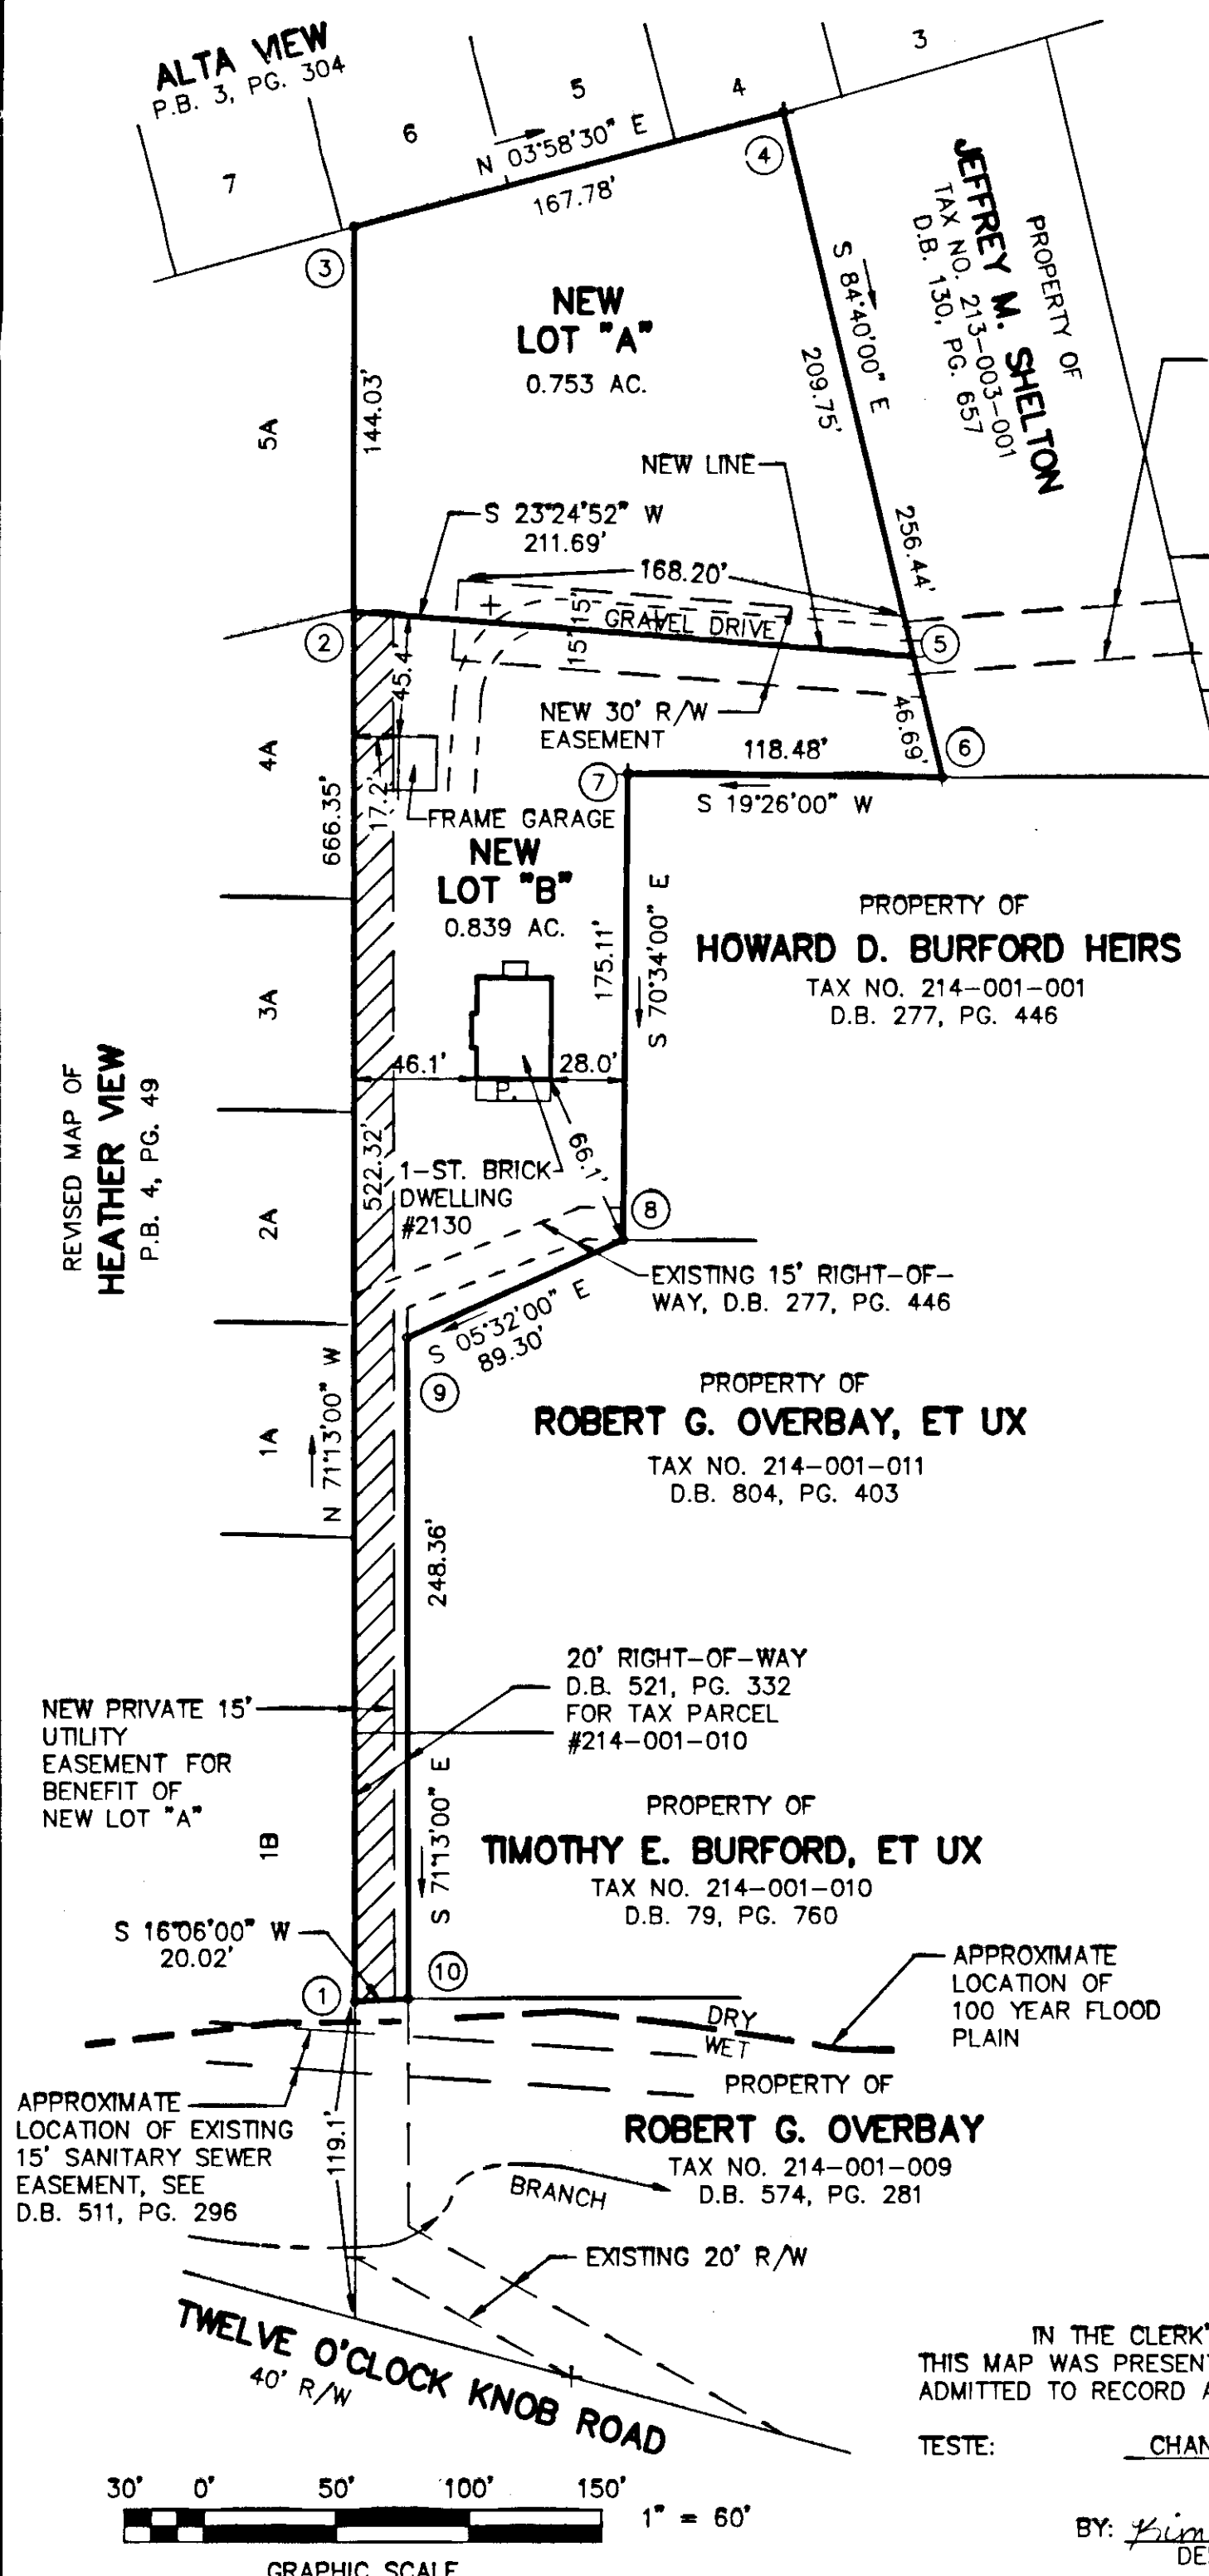 ALTA VIEW
P.B. 3, PG. 304
7
6
5
4
3
N 03°58'30" E
167.78'
3
4
PROPERTY OF
JEFFREY M. SHELTON
TAX NO. 213-003-001
D.B. 130, PG. 657
NEW
LOT "A"
0.753 AC.
S 84°40'00" E
209.75'
256.44'
144.03'
5A
NEW LINE
S 23°24'52" W
211.69'
168.20'
15' 15'
GRAVEL DRIVE
2
5
45.4'
NEW 30' R/W
EASEMENT
46.69'
118.48'
6
7
S 19°26'00" W
4A
666.35'
17.2'
FRAME GARAGE
NEW
LOT "B"
0.839 AC.
175.11'
S 70°34'00" E
PROPERTY OF
HOWARD D. BURFORD HEIRS
TAX NO. 214-001-001
D.B. 277, PG. 446
3A
REVISED MAP OF
HEATHER VIEW
P.B. 4, PG. 49
46.1'
28.0'
P.
66.1'
522.32'
1-ST. BRICK
DWELLING
#2130
2A
8
EXISTING 15' RIGHT-OF-
WAY, D.B. 277, PG. 446
S 05°32'00" E
89.30'
9
PROPERTY OF
ROBERT G. OVERBAY, ET UX
TAX NO. 214-001-011
D.B. 804, PG. 403
1A
N 71°13'00" W
248.36'
20' RIGHT-OF-WAY
D.B. 521, PG. 332
FOR TAX PARCEL
#214-001-010
NEW PRIVATE 15'
UTILITY
EASEMENT FOR
BENEFIT OF
NEW LOT "A"
1B
S 71°13'00" E
PROPERTY OF
TIMOTHY E. BURFORD, ET UX
TAX NO. 214-001-010
D.B. 79, PG. 760
S 16°06'00" W
20.02'
1
10
APPROXIMATE
LOCATION OF
100 YEAR FLOOD
PLAIN
DRY
WET
APPROXIMATE
LOCATION OF EXISTING
15' SANITARY SEWER
EASEMENT, SEE
D.B. 511, PG. 296
119.1'
PROPERTY OF
ROBERT G. OVERBAY
TAX NO. 214-001-009
D.B. 574, PG. 281
BRANCH
EXISTING 20' R/W
TWELVE O'CLOCK KNOB ROAD
40' R/W
IN THE CLERK'
THIS MAP WAS PRESENT
ADMITTED TO RECORD A
TESTE: CHAN
BY: Kim
DE
30' 0' 50' 100' 150'
1" = 60'
GRAPHIC SCALE